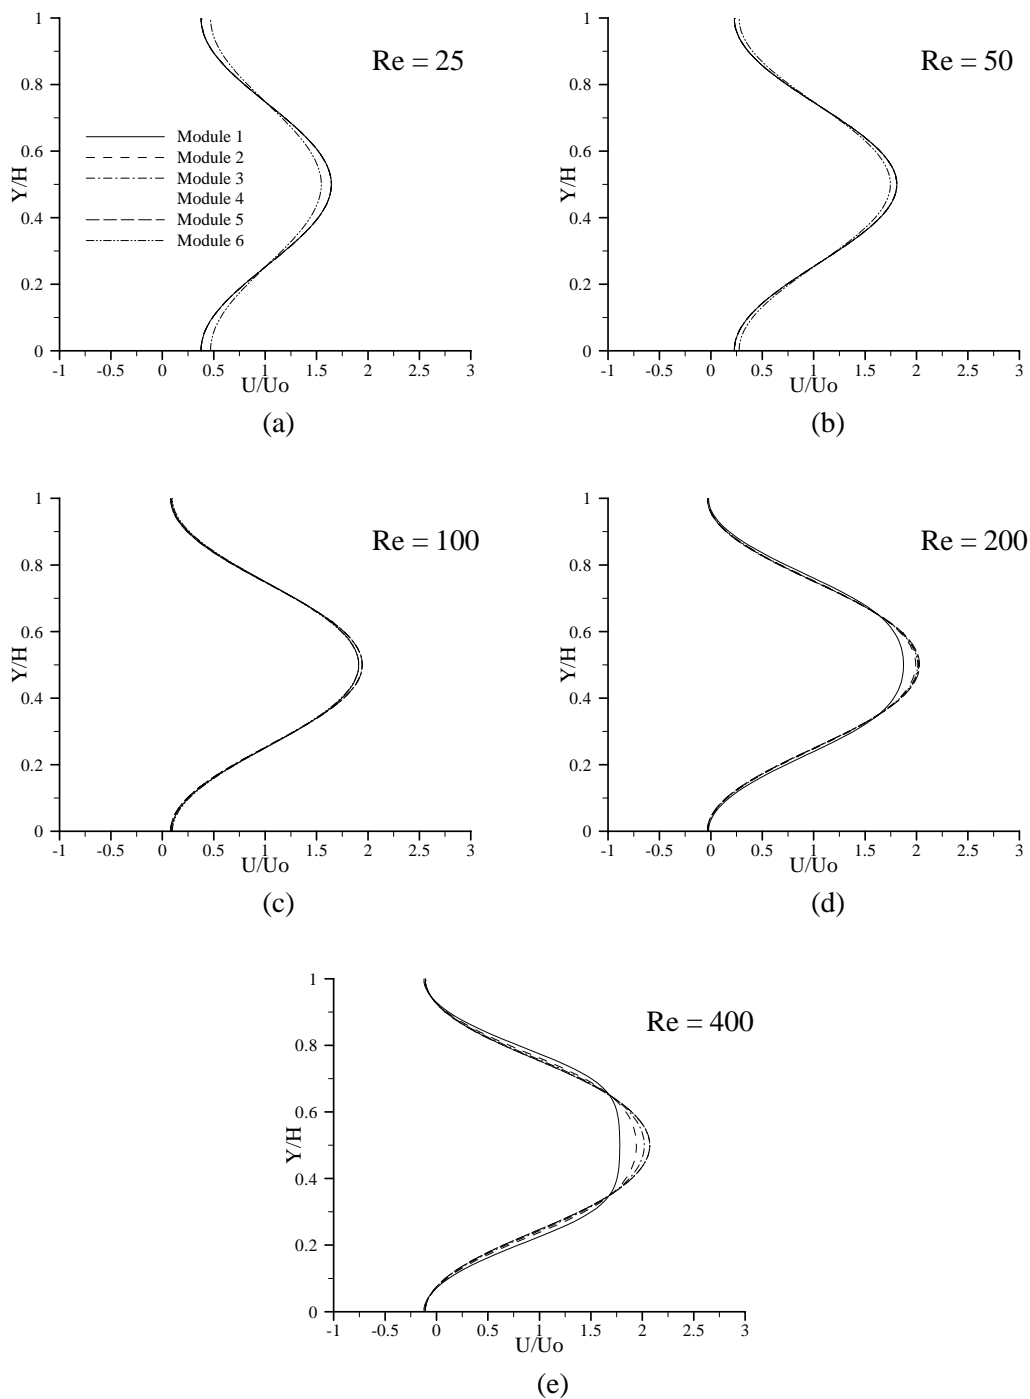 1
0.8
0.6
0.4
0.2
0
Y/H
Re = 25
Module 1
Module 2
Module 3
Module 4
Module 5
Module 6
-1 -0.5 0 0.5 1 1.5 2 2.5 3
U/Uo
(a)
1
0.8
0.6
0.4
0.2
0
Y/H
Re = 50
-1 -0.5 0 0.5 1 1.5 2 2.5 3
U/Uo
(b)
1
0.8
0.6
0.4
0.2
0
Y/H
Re = 100
-1 -0.5 0 0.5 1 1.5 2 2.5 3
U/Uo
(c)
1
0.8
0.6
0.4
0.2
0
Y/H
Re = 200
-1 -0.5 0 0.5 1 1.5 2 2.5 3
U/Uo
(d)
1
0.8
0.6
0.4
0.2
0
Y/H
Re = 400
-1 -0.5 0 0.5 1 1.5 2 2.5 3
U/Uo
(e)